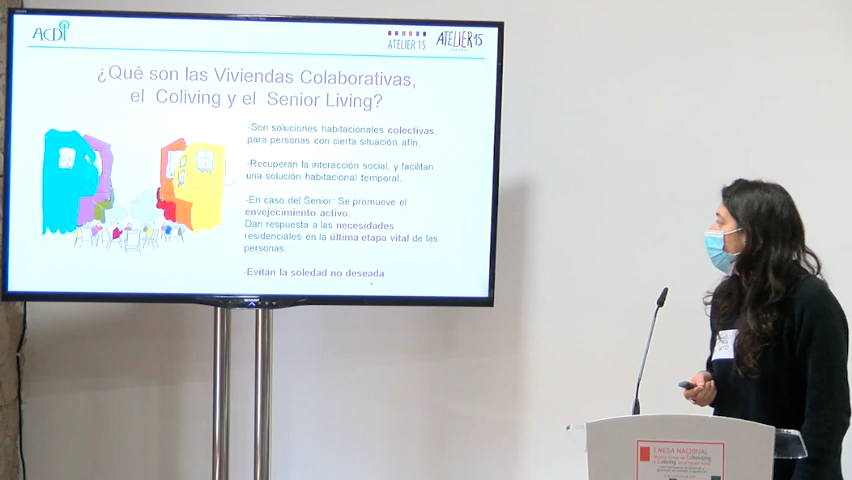 AEDI
ATELIER 15
ATELIER15
¿Qué son las Viviendas Colaborativas,
el Coliving y el Senior Living?
-Son soluciones habitacionales colectivas,
para personas con cierta situación afín.
-Recuperan la interacción social, y facilitan
una solución habitacional temporal.
-En caso del Senior: Se promueve el
envejecimiento activo.
Dan respuesta a las necesidades
residenciales en la última etapa vital de las
personas.
-Evitan la soledad no deseada.
I MESA NACIONAL
Cohousing
Coliving